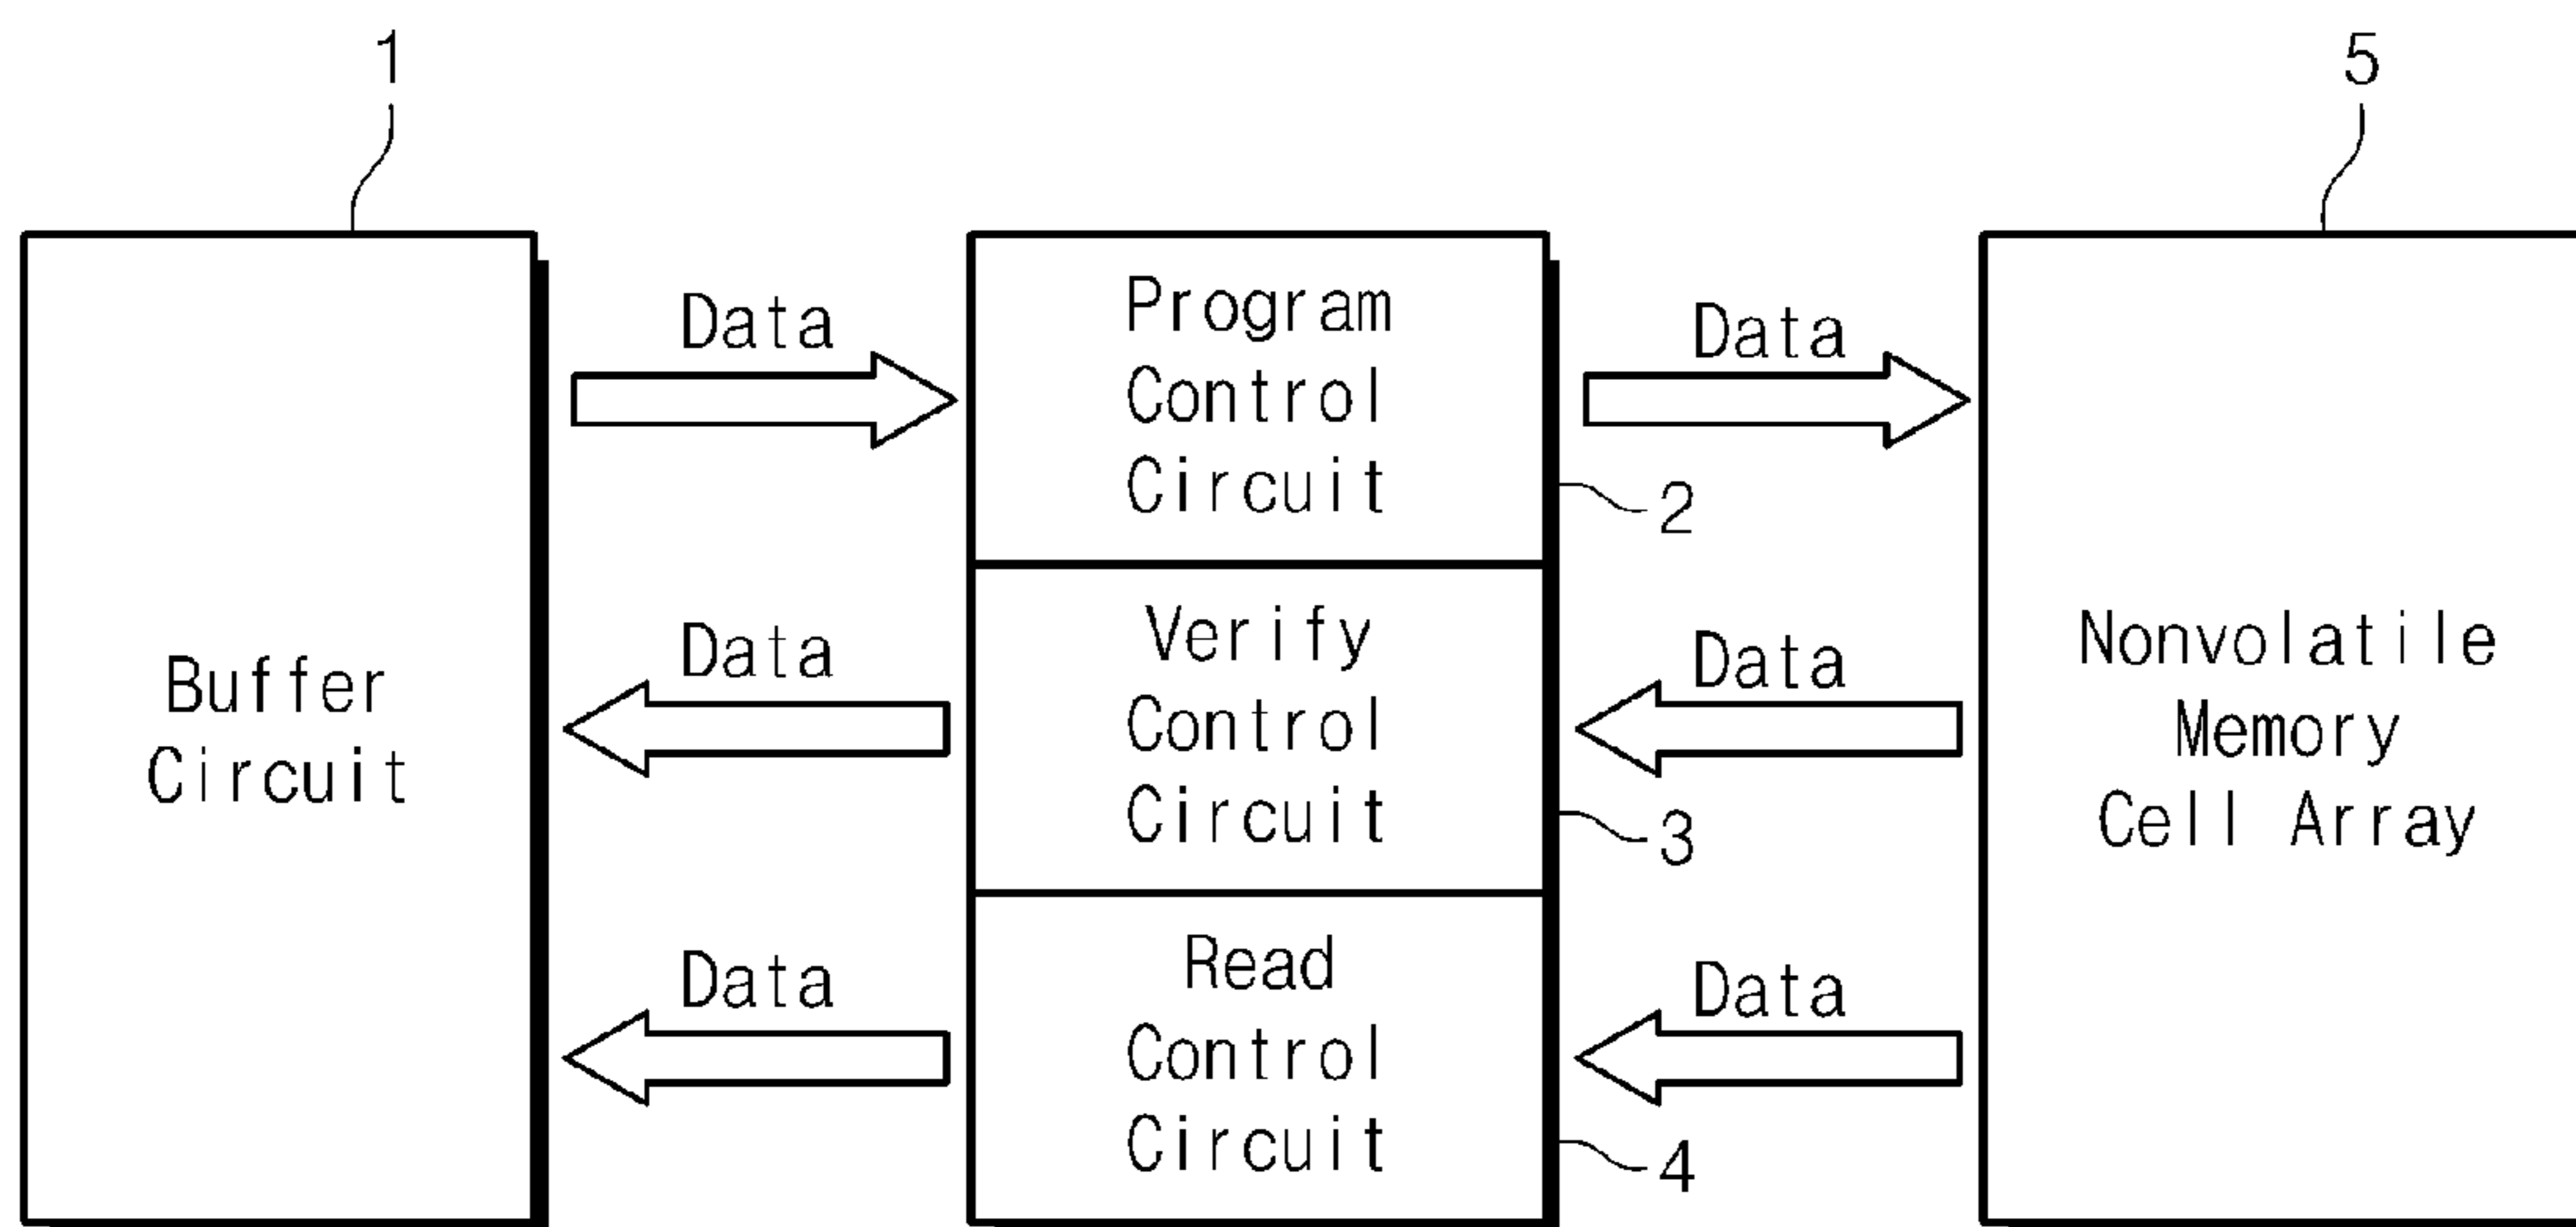 1
5
Buffer
Circuit
Data
Data
Data
Program
Control
Circuit
2
Verify
Control
Circuit
3
Read
Control
Circuit
4
Data
Data
Data
Nonvolatile
Memory
Cell Array